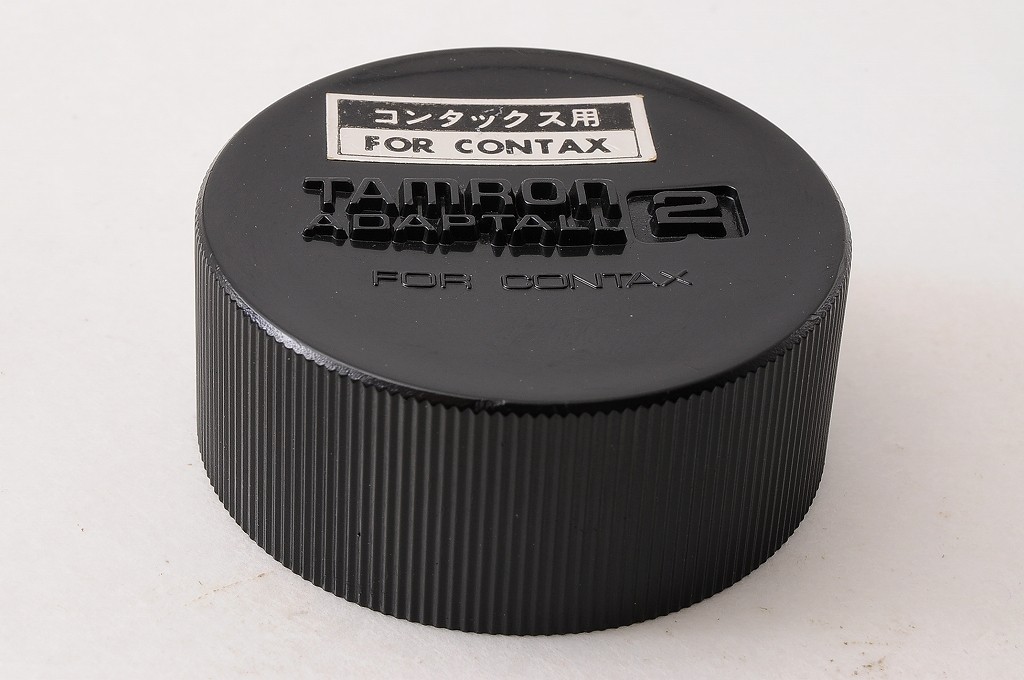 コンタックス用
FOR CONTAX
TAMRON
ADAPTALL 2
FOR CONTAX